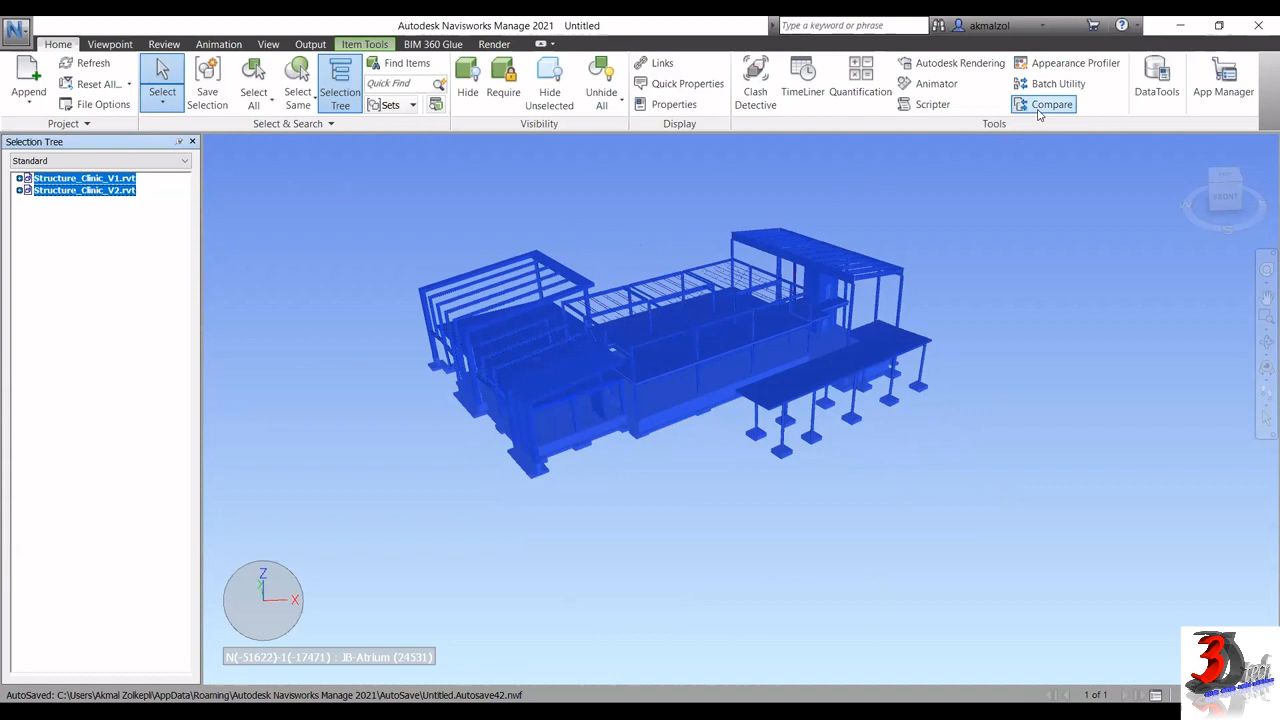 Autodesk Navisworks Manage 2021 Untitled
Type a keyword or phrase
akmalzol
Home Viewpoint Review Animation View Output Item Tools BIM 360 Glue Render
Append
Refresh
Reset All...
File Options
Project
Select
Save Selection
Select All
Select Same
Selection Tree
Find Items
Quick Find
Sets
Select & Search
Hide
Require
Hide Unselected
Unhide All
Visibility
Links
Quick Properties
Properties
Display
Clash Detective
TimeLiner
Quantification
Autodesk Rendering
Animator
Scripter
Appearance Profiler
Batch Utility
Compare
Tools
DataTools
App Manager
Selection Tree
Standard
Structure_Clinic_V1.rvt
Structure_Clinic_V2.rvt
FRONT
Z
Y
X
N(-51622)-1(-17471) : JB-Atrium (24531)
AutoSaved: C:\Users\Akmal Zolkepli\AppData\Roaming\Autodesk Navisworks Manage 2021\AutoSave\Untitled.Autosave42.nwf
1 of 1